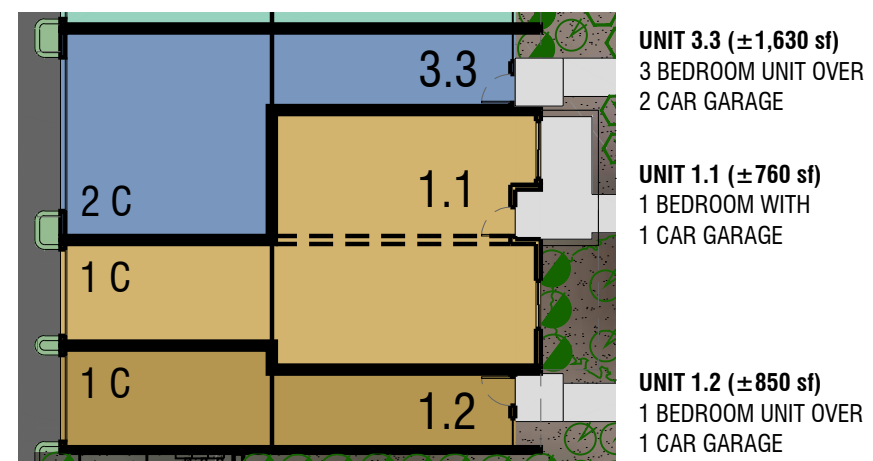 3.3
UNIT 3.3 (±1,630 sf)
3 BEDROOM UNIT OVER
2 CAR GARAGE
2 C
1.1
UNIT 1.1 (±760 sf)
1 BEDROOM WITH
1 CAR GARAGE
1 C
1 C
1.2
UNIT 1.2 (±850 sf)
1 BEDROOM UNIT OVER
1 CAR GARAGE